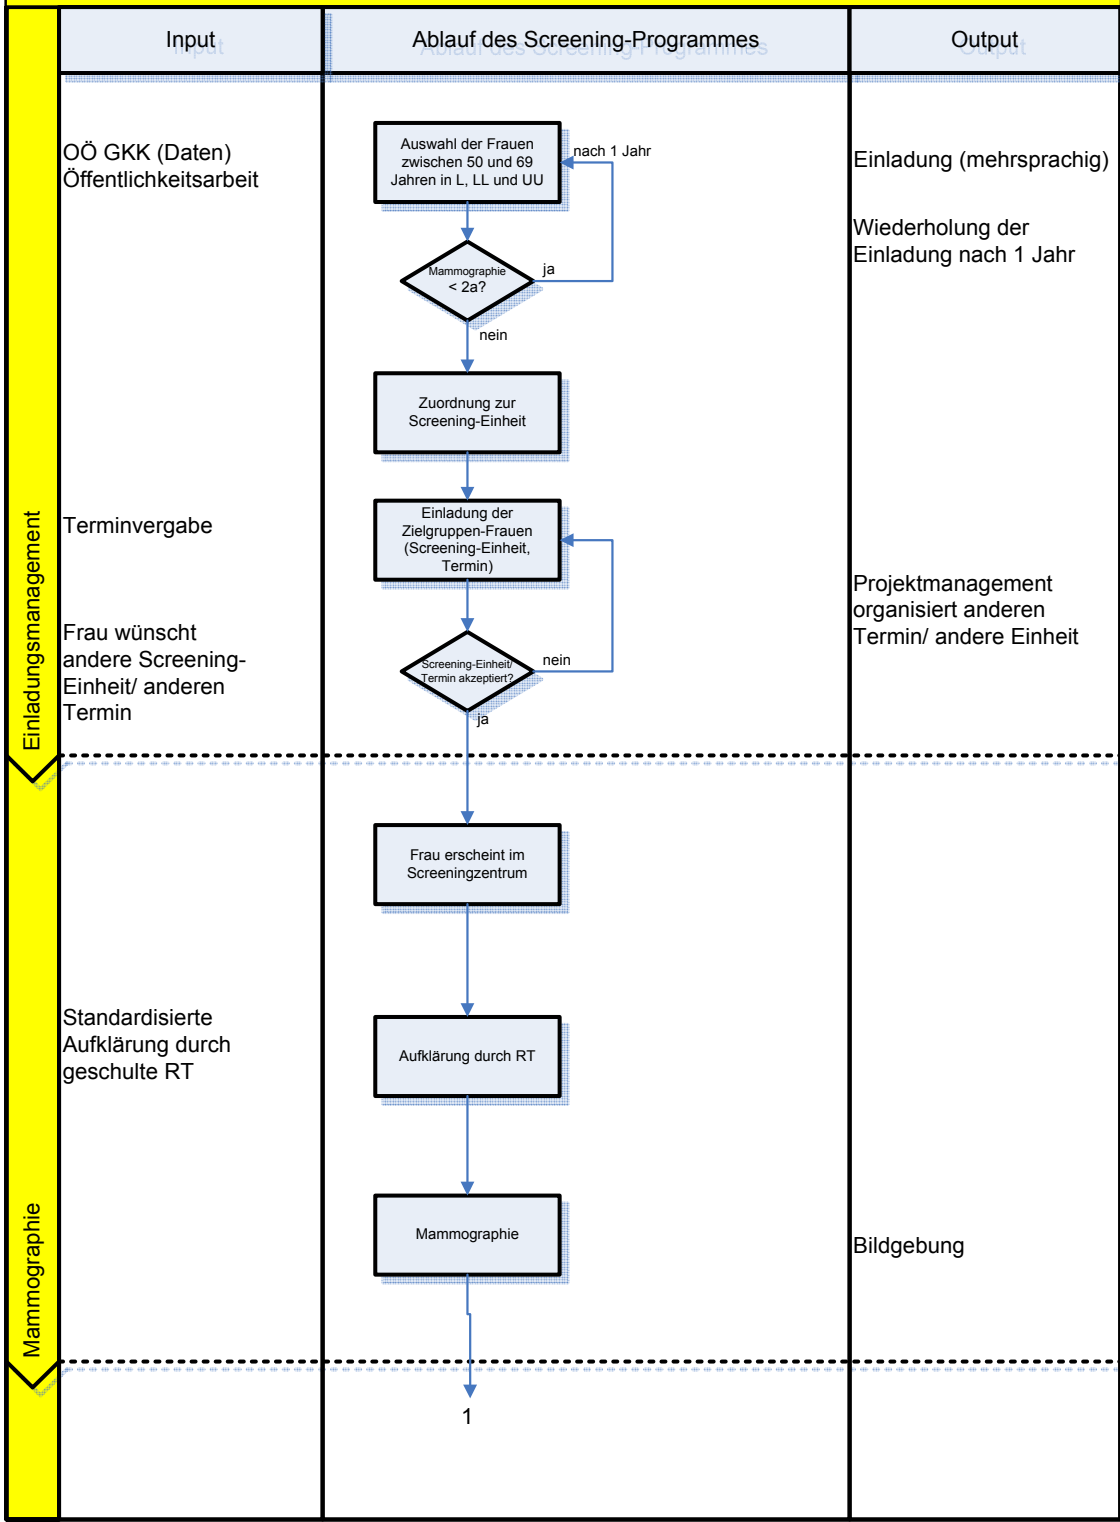 Input
Ablauf des Screening-Programmes
Output
OÖ GKK (Daten)
Öffentlichkeitsarbeit
Auswahl der Frauen
zwischen 50 und 69
Jahren in L, LL und UU
nach 1 Jahr
Einladung (mehrsprachig)
Wiederholung der
Einladung nach 1 Jahr
Mammographie
< 2a?
ja
nein
Zuordnung zur
Screening-Einheit
Einladungsmanagement
Terminvergabe
Einladung der
Zielgruppen-Frauen
(Screening-Einheit,
Termin)
Projektmanagement
organisiert anderen
Termin/ andere Einheit
Frau wünscht
andere Screening-
Einheit/ anderen
Termin
Screening-Einheit/
Termin akzeptiert?
nein
ja
Frau erscheint im
Screeningzentrum
Standardisierte
Aufklärung durch
geschulte RT
Aufklärung durch RT
Mammographie
Mammographie
Bildgebung
1